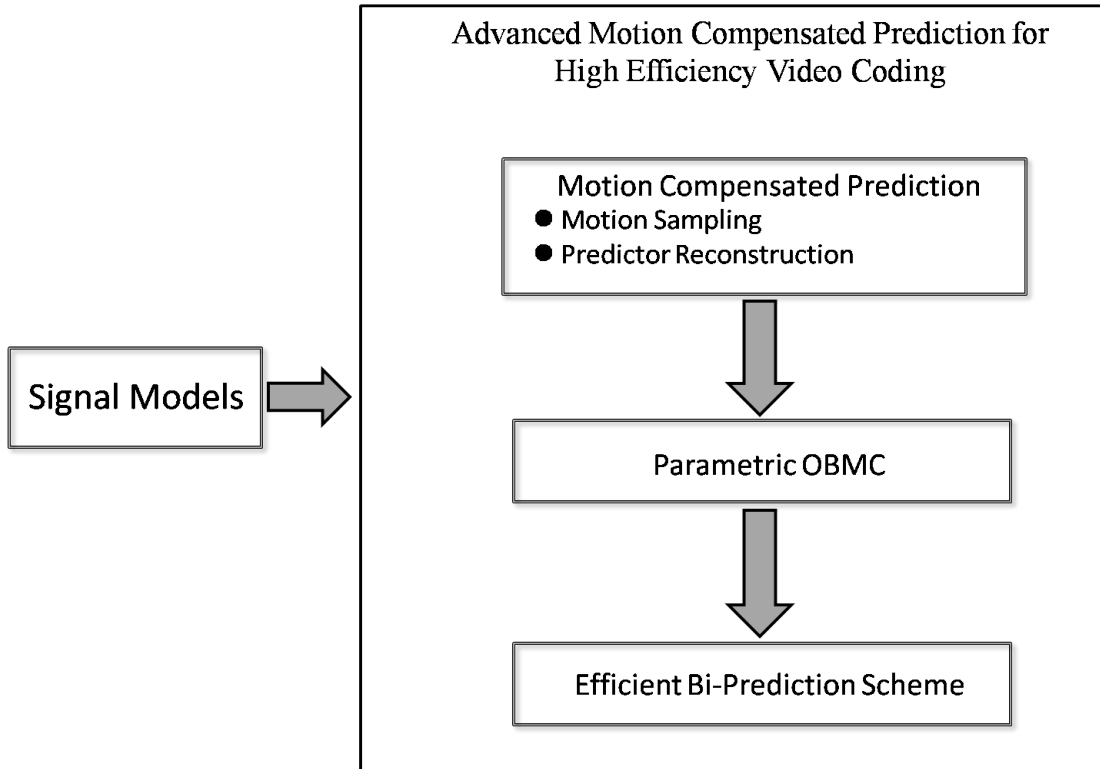 Advanced Motion Compensated Prediction for
High Efficiency Video Coding
Motion Compensated Prediction
● Motion Sampling
● Predictor Reconstruction
Signal Models
Parametric OBMC
Efficient Bi-Prediction Scheme